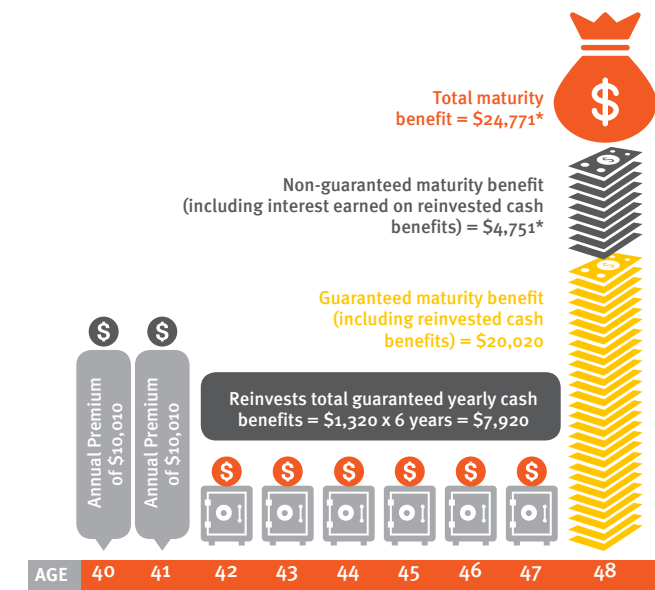 $
Total maturity
benefit = $24,771*
$
Non-guaranteed maturity benefit
(including interest earned on reinvested cash
benefits) = $4,751*
$
Guaranteed maturity benefit
(including reinvested cash
benefits) = $20,020
$ $
Annual Premium
of $10,010
Annual Premium
of $10,010
Reinvests total guaranteed yearly cash
benefits = $1,320 x 6 years = $7,920
$ $ $ $ $ $
AGE 40 41 42 43 44 45 46 47 48